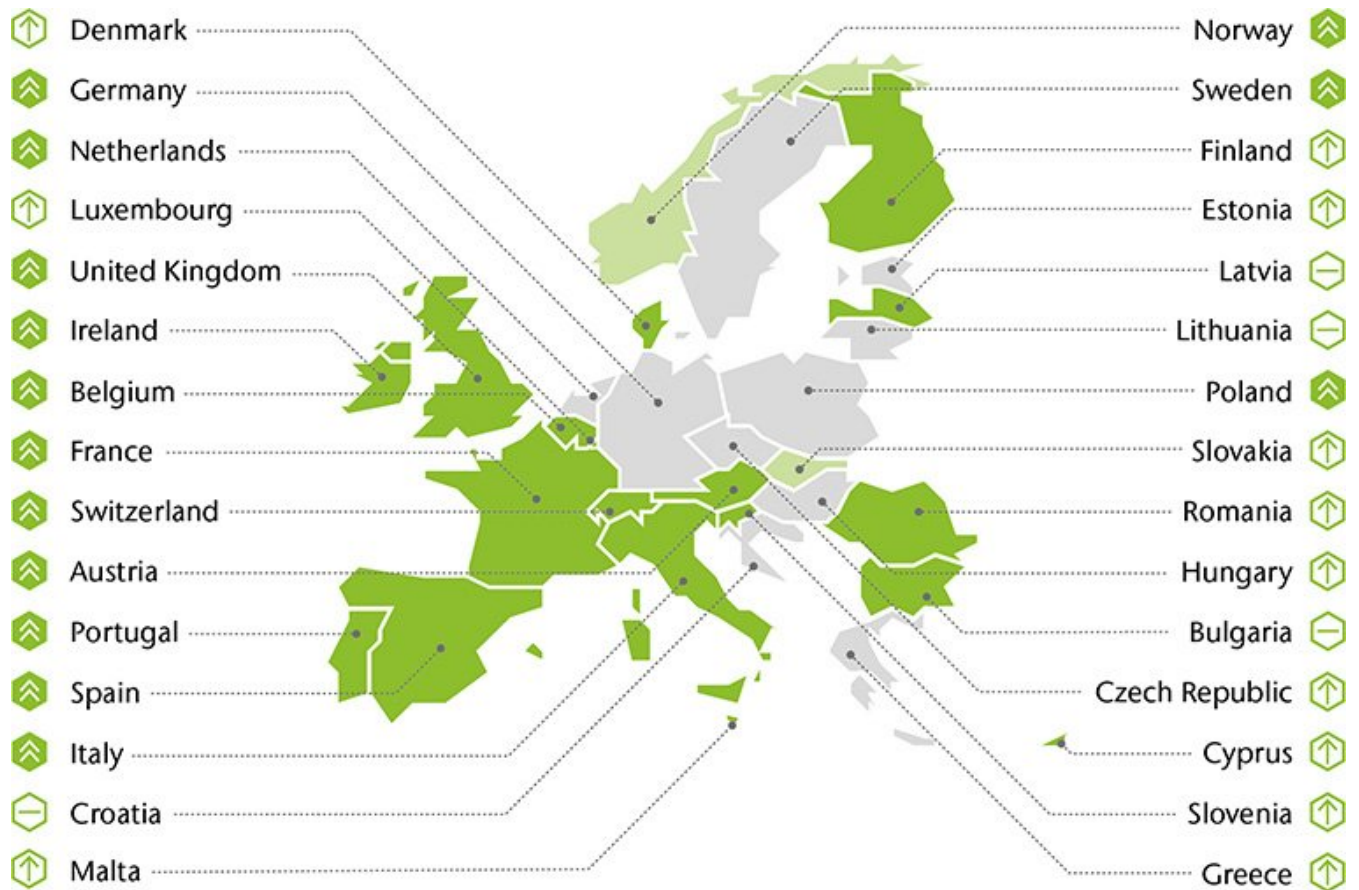 Denmark
Germany
Netherlands
Luxembourg
United Kingdom
Ireland
Belgium
France
Switzerland
Austria
Portugal
Spain
Italy
Croatia
Malta
Norway
Sweden
Finland
Estonia
Latvia
Lithuania
Poland
Slovakia
Romania
Hungary
Bulgaria
Czech Republic
Cyprus
Slovenia
Greece